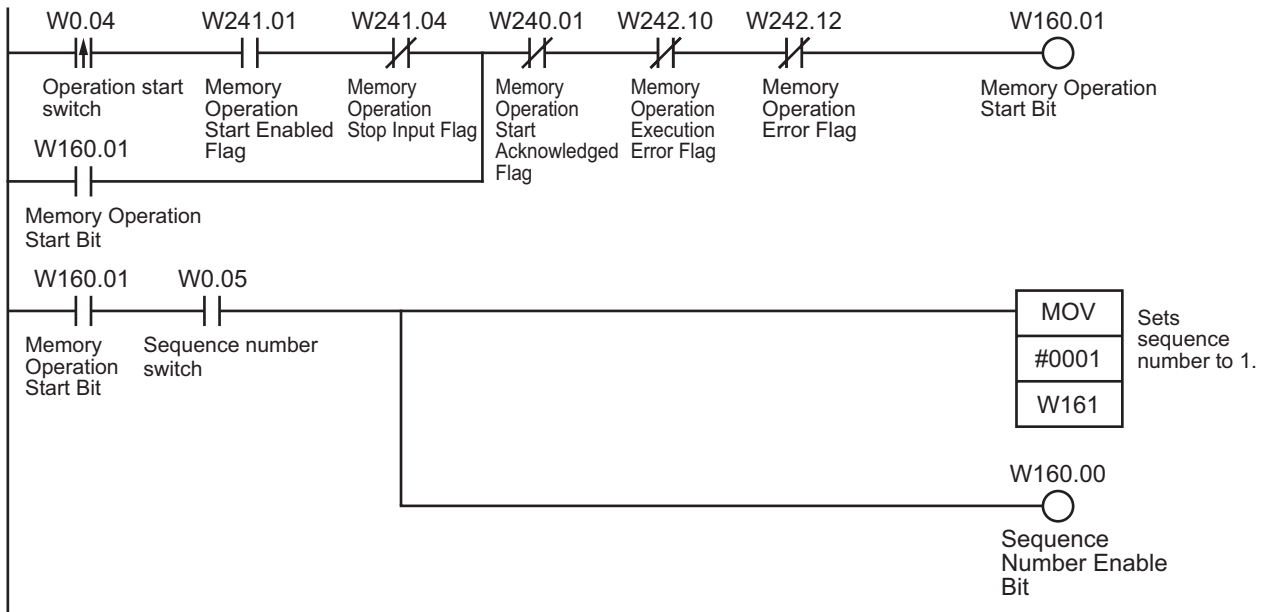 W0.04 W241.01 W241.04 W240.01 W242.10 W242.12 W160.01
Operation start
switch
Memory
Operation
Start Enabled
Flag
Memory
Operation
Stop Input Flag
Memory
Operation
Start
Acknowledged
Flag
Memory
Operation
Execution
Error Flag
Memory
Operation
Error Flag
Memory Operation
Start Bit
W160.01
Memory Operation
Start Bit
W160.01 W0.05
Memory
Operation
Start Bit
Sequence number
switch
MOV
#0001
W161
Sets
sequence
number to 1.
W160.00
Sequence
Number Enable
Bit